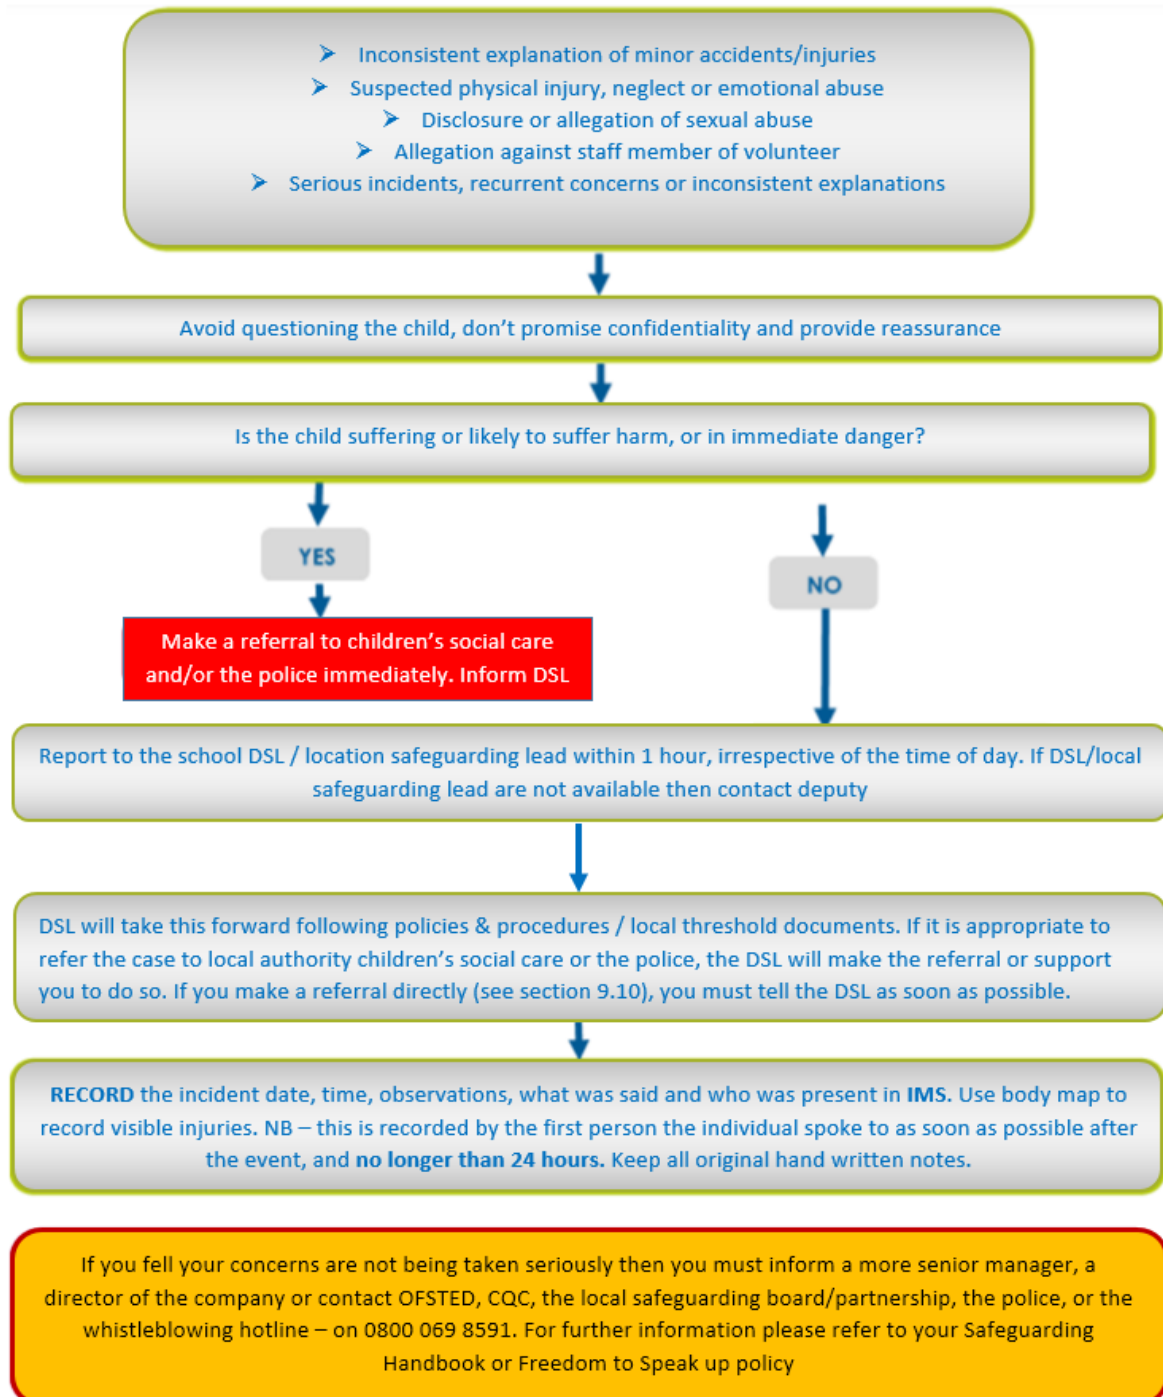 ➢ Inconsistent explanation of minor accidents/injuries
➢ Suspected physical injury, neglect or emotional abuse
➢ Disclosure or allegation of sexual abuse
➢ Allegation against staff member of volunteer
➢ Serious incidents, recurrent concerns or inconsistent explanations
Avoid questioning the child, don’t promise confidentiality and provide reassurance
Is the child suffering or likely to suffer harm, or in immediate danger?
YES
NO
Make a referral to children’s social care
and/or the police immediately. Inform DSL
Report to the school DSL / location safeguarding lead within 1 hour, irrespective of the time of day. If DSL/local
safeguarding lead are not available then contact deputy
DSL will take this forward following policies & procedures / local threshold documents. If it is appropriate to
refer the case to local authority children’s social care or the police, the DSL will make the referral or support
you to do so. If you make a referral directly (see section 9.10), you must tell the DSL as soon as possible.
RECORD the incident date, time, observations, what was said and who was present in IMS. Use body map to
record visible injuries. NB – this is recorded by the first person the individual spoke to as soon as possible after
the event, and no longer than 24 hours. Keep all original hand written notes.
If you fell your concerns are not being taken seriously then you must inform a more senior manager, a
director of the company or contact OFSTED, CQC, the local safeguarding board/partnership, the police, or the
whistleblowing hotline – on 0800 069 8591. For further information please refer to your Safeguarding
Handbook or Freedom to Speak up policy